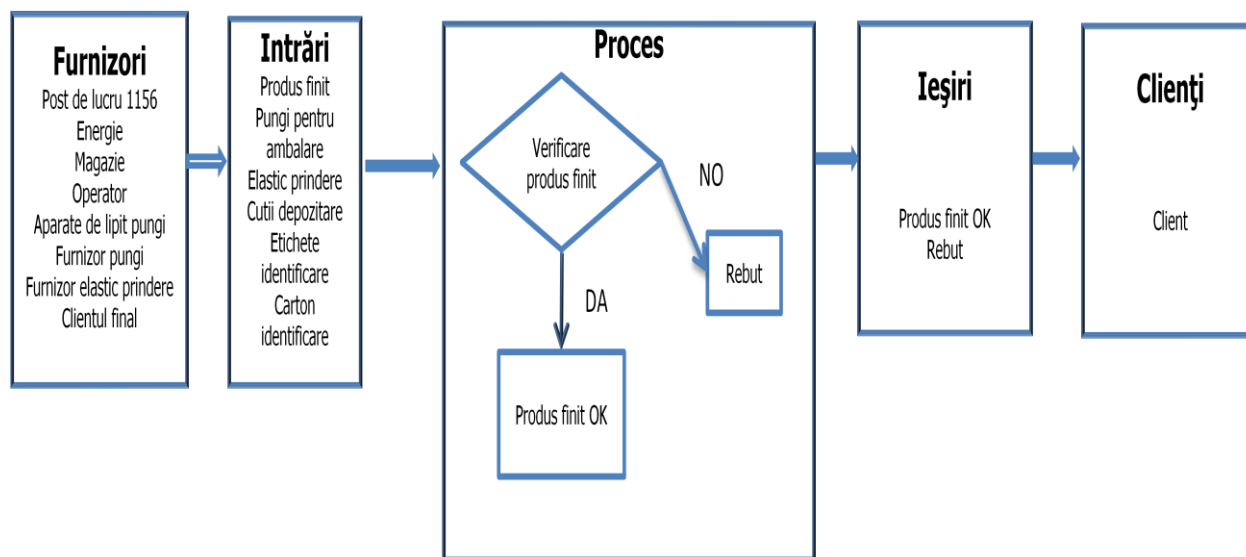 Furnizori
Post de lucru 1156
Energie
Magazie
Operator
Aparate de lipit pungi
Furnizor pungi
Furnizor elastic prindere
Clientul final
Intrări
Produs finit
Pungi pentru
ambalare
Elastic prindere
Cutii depozitare
Etichete
identificare
Carton
identificare
Proces
Verificare
produs finit
NO
Rebut
DA
Produs finit OK
Ieşiri
Produs finit OK
Rebut
Clienţi
Client